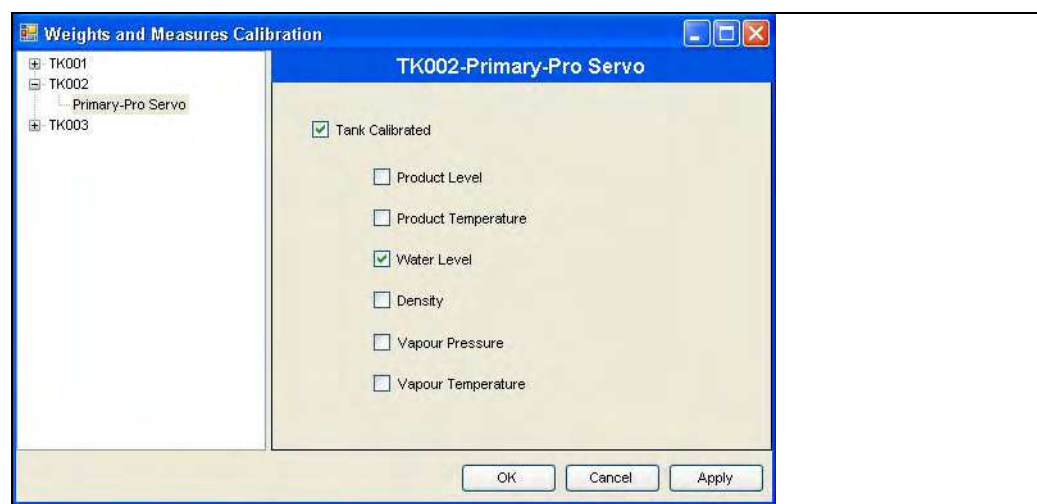 Weights and Measures Calibration
TK001
TK002
Primary-Pro Servo
TK003
TK002-Primary-Pro Servo
Tank Calibrated
Product Level
Product Temperature
Water Level
Density
Vapour Pressure
Vapour Temperature
OK Cancel Apply